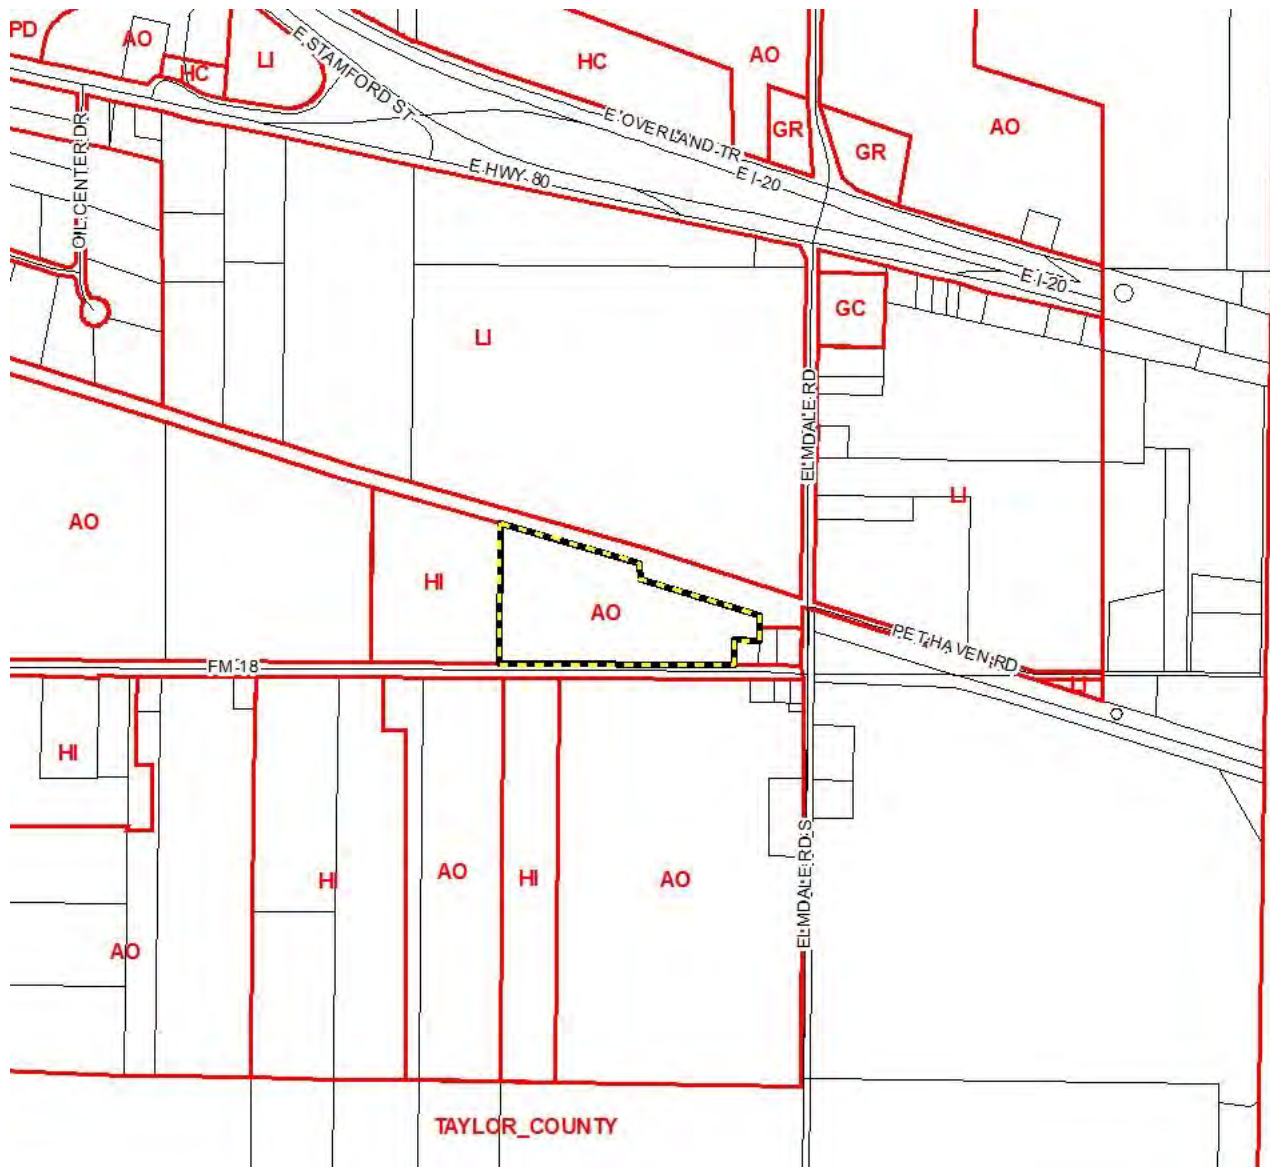 PD
AO
HC
LI
E STAMFORD ST
HC
AO
E OVERLAND TR
GR
GR
AO
E I-20
E HWY 80
OIL CENTER DR
E I-20
GC
LI
ELMDALE RD
LI
AO
HI
AO
PET HAVEN RD
FM 18
HI
HI
AO
HI
AO
ELMDALE RD S
AO
TAYLOR_COUNTY